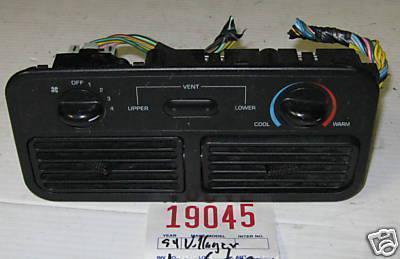 OFF
1
2
3
4
VENT
UPPER LOWER
COOL WARM
19045
YEAR MAKE/MODEL INTER NO.
94 Villager